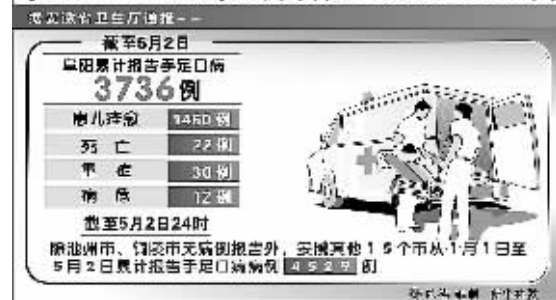 据安徽省卫生厅通报--
截至5月2日
阜阳累计报告手足口病
3736例
患儿痊愈 1460例
死亡 22例
重症 30例
病危 12例
截至5月2日24时
除池州市、铜陵市无病例报告外，安徽其他15个市从1月1日至
5月2日累计报告手足口病病例 4529 例